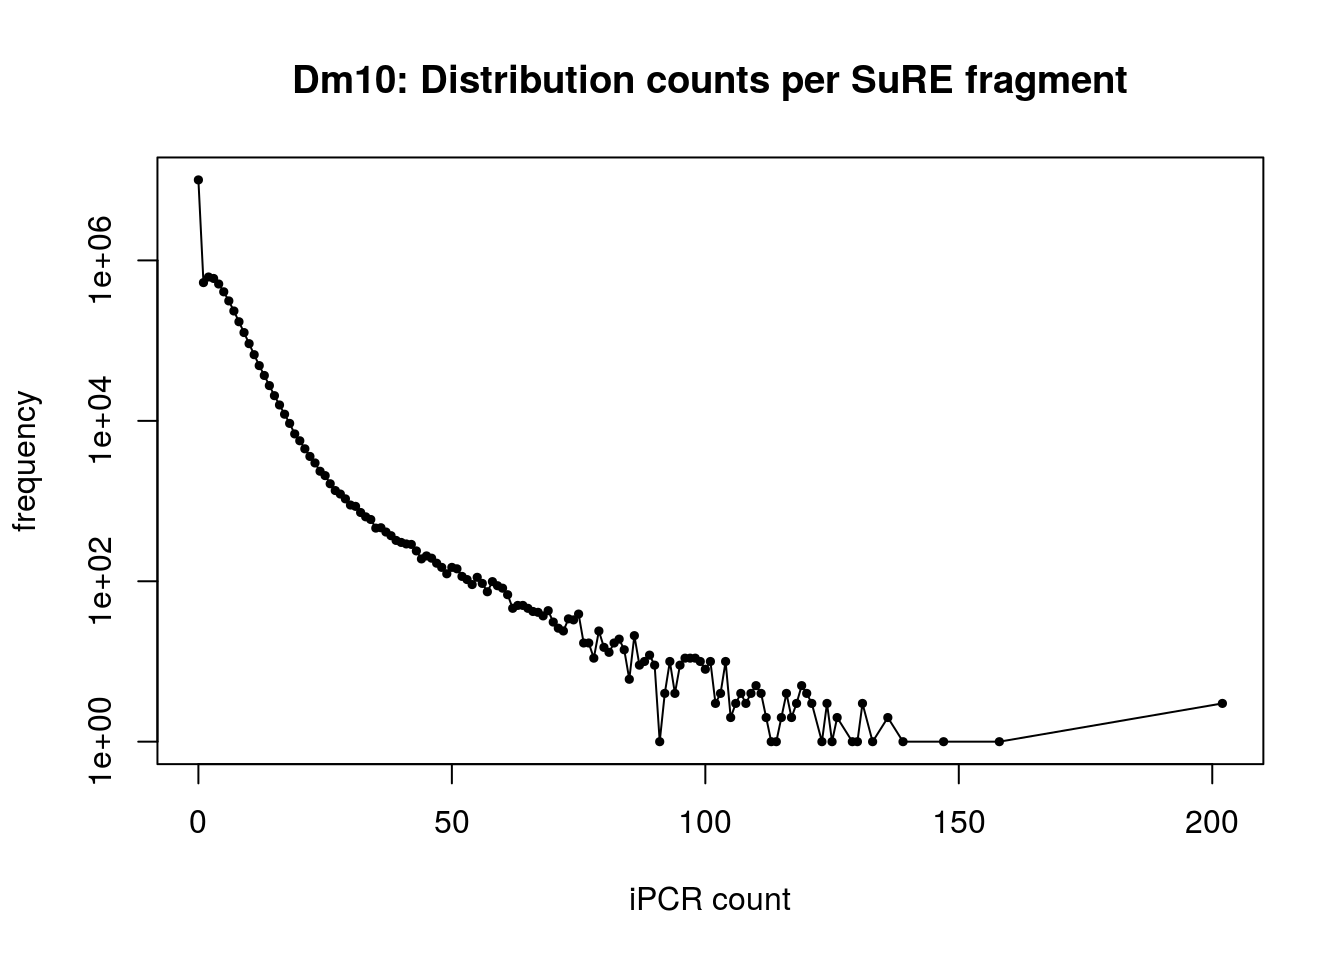 Dm10: Distribution counts per SuRE fragment
frequency
1e+06
1e+04
1e+02
1e+00
0 50 100 150 200
iPCR count